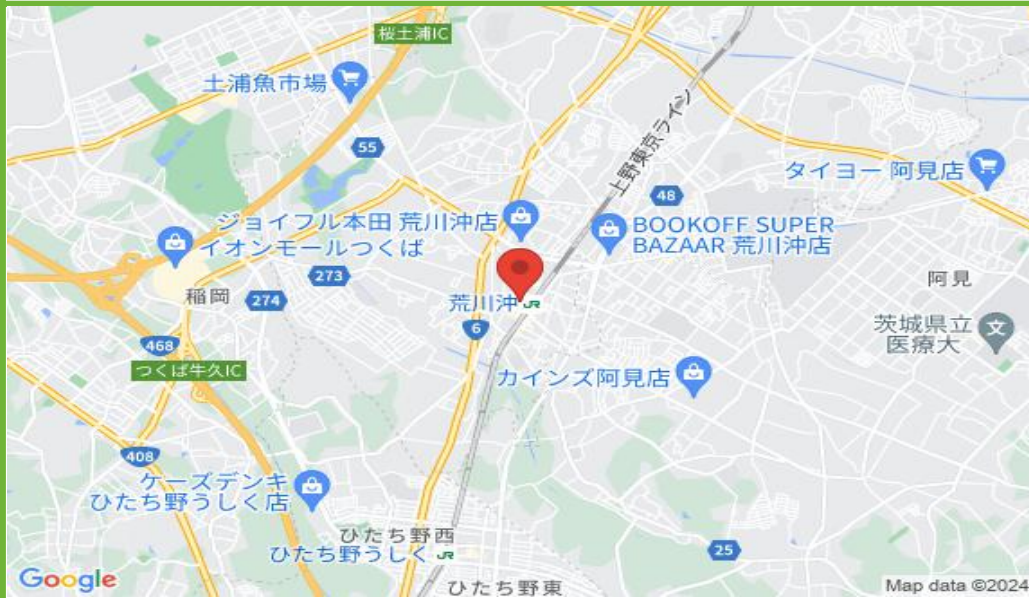 桜土浦IC
土浦魚市場
55
上野東京ライン
48
タイヨー 阿見店
ジョイフル本田 荒川沖店
イオンモールつくば
BOOKOFF SUPER
BAZAAR 荒川沖店
273
阿見
稲岡
274
荒川沖
JR
6
茨城県立
医療大
468
つくば牛久IC
カインズ阿見店
408
ケーズデンキ
ひたち野うしく店
ひたち野西
ひたち野うしく
JR
25
ひたち野東
Google
Map data ©2024